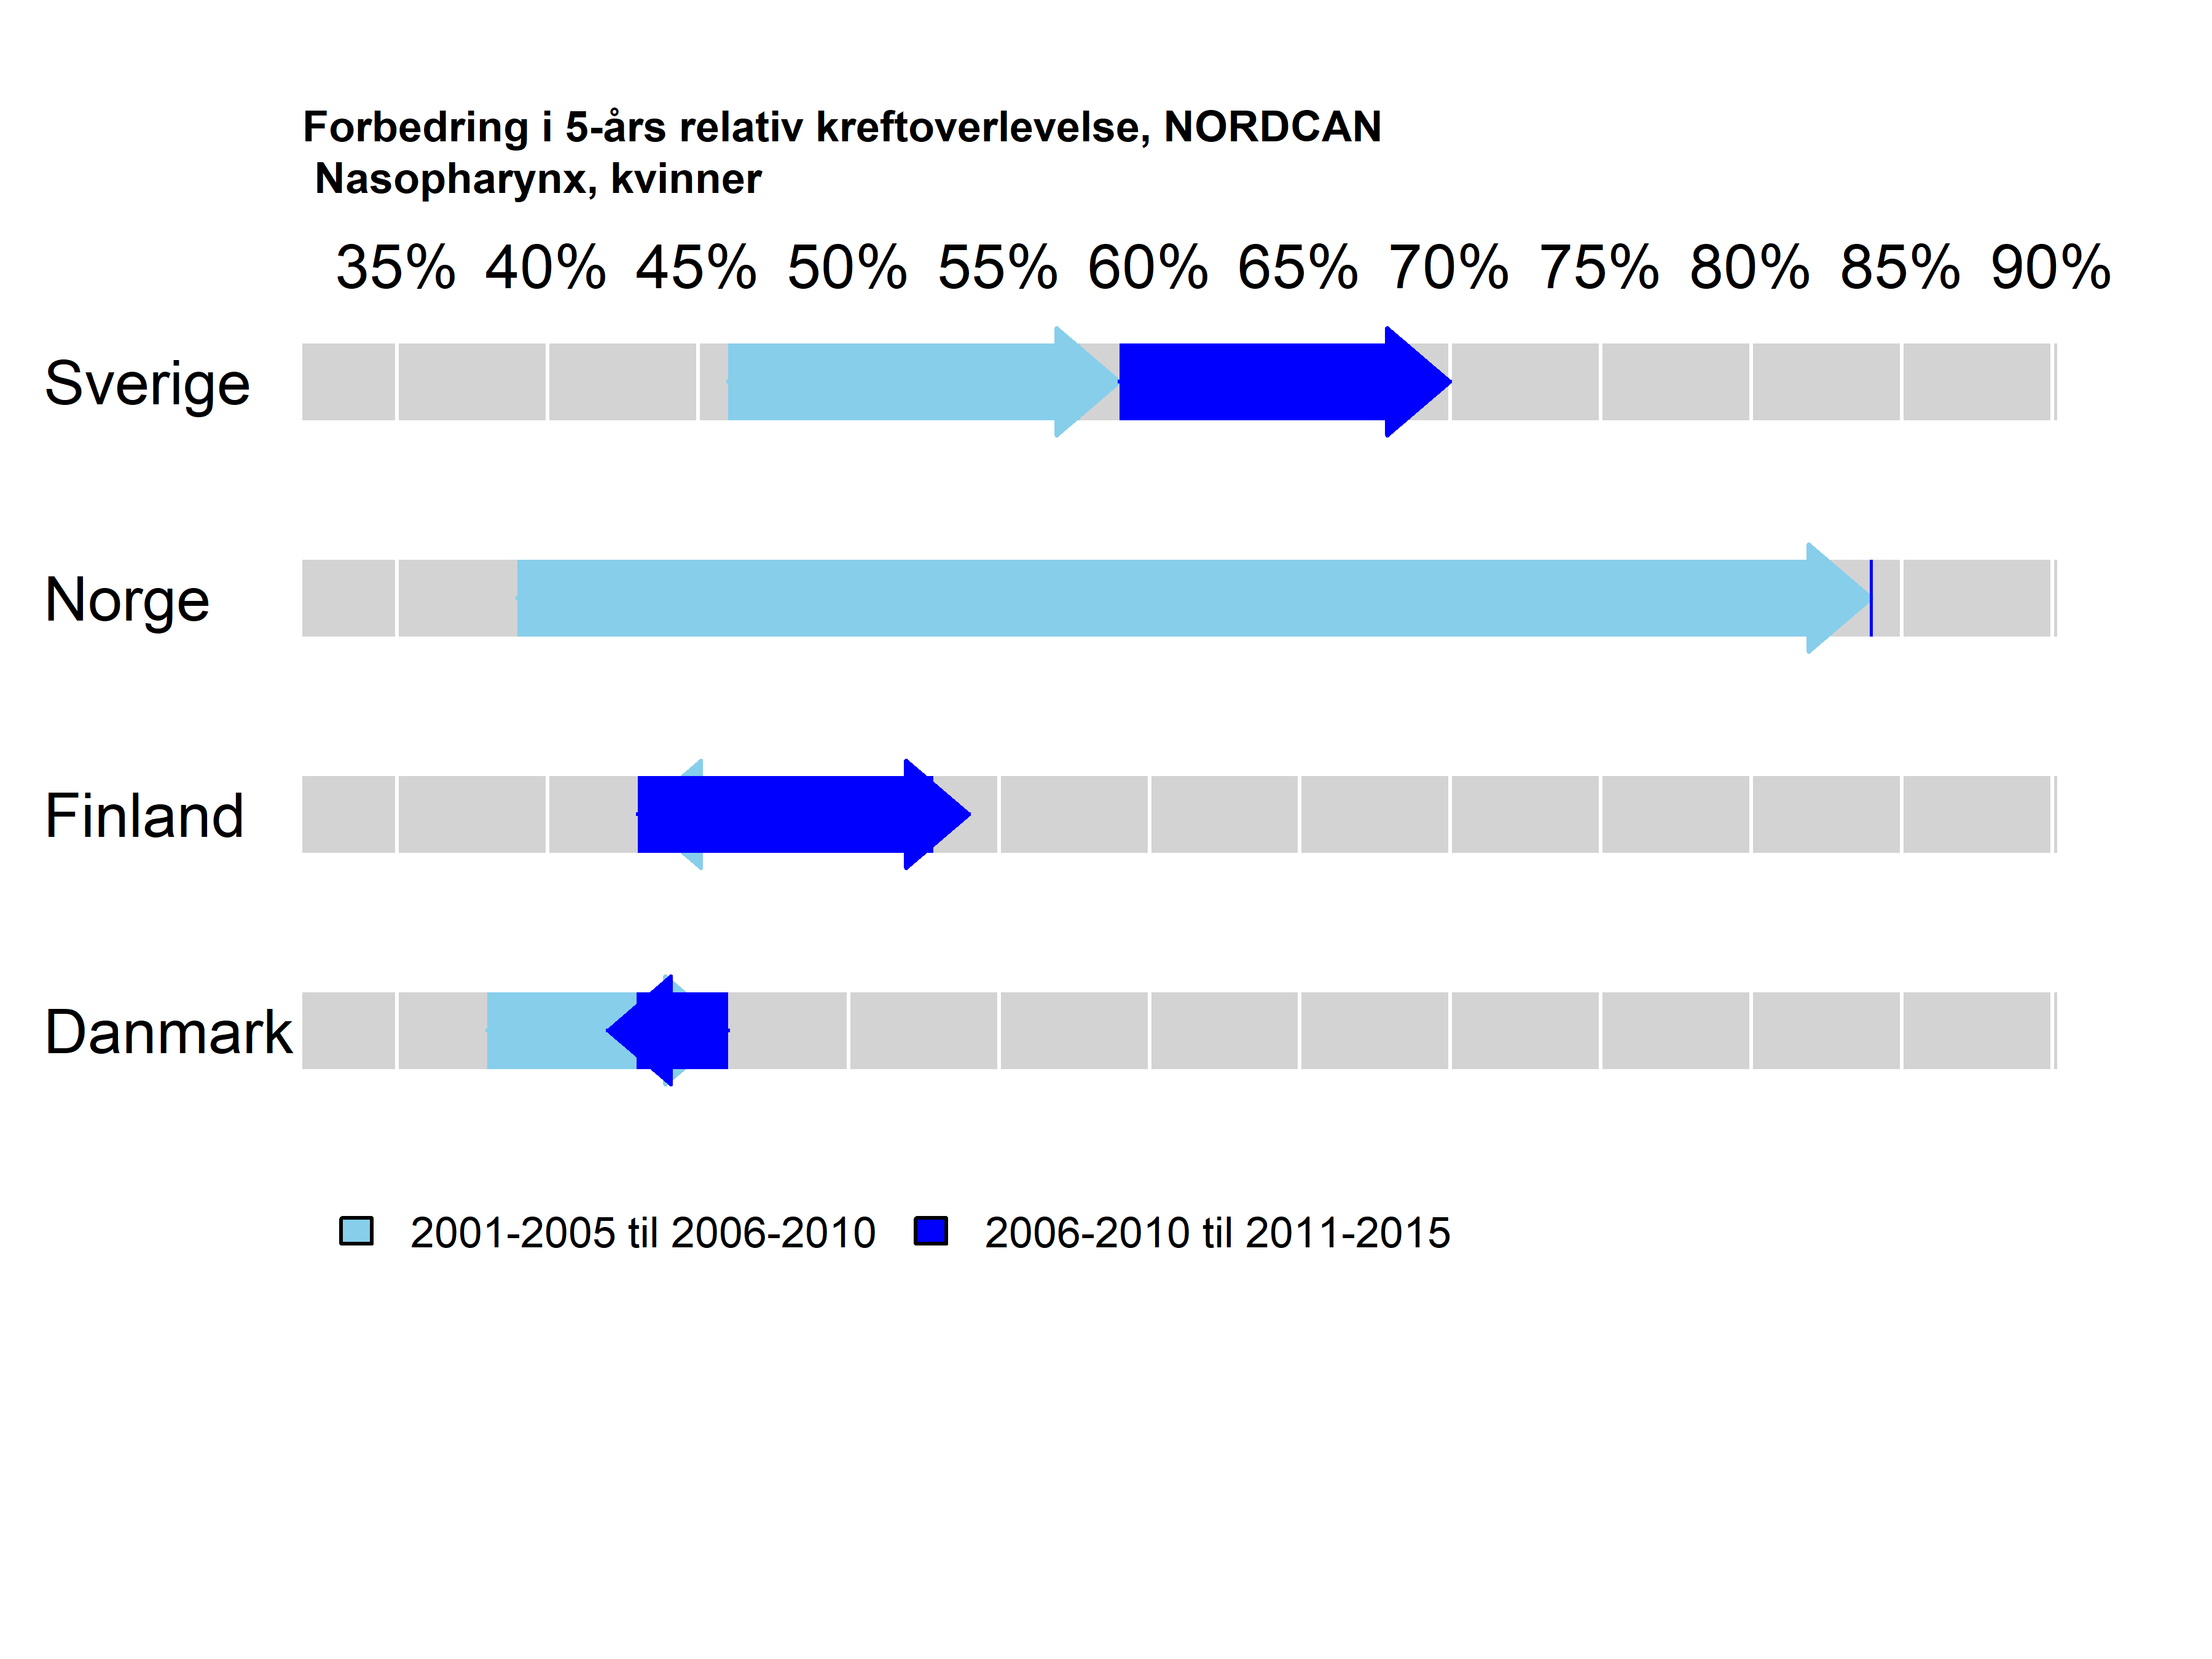 Forbedring i 5-års relativ kreftoverlevelse, NORDCAN
Nasopharynx, kvinner
35% 40% 45% 50% 55% 60% 65% 70% 75% 80% 85% 90%
Sverige
Norge
Finland
Danmark
2001-2005 til 2006-2010 2006-2010 til 2011-2015